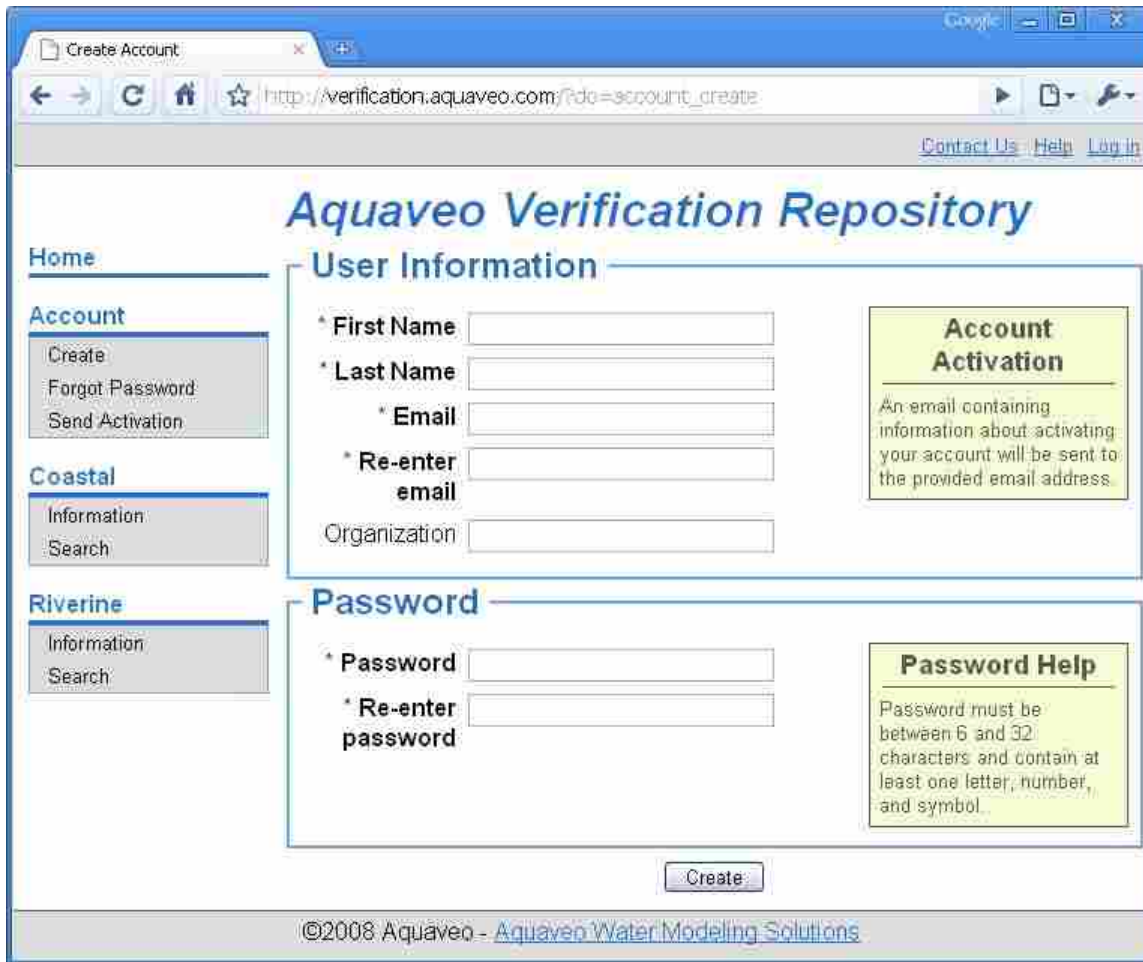 Google
Create Account
http://verification.aquaveo.com/?do=account_create
Contact Us Help Log in
Aquaveo Verification Repository
Home
Account
Create
Forgot Password
Send Activation
Coastal
Information
Search
Riverine
Information
Search
User Information
* First Name
* Last Name
* Email
* Re-enter
email
Organization
Account
Activation
An email containing
information about activating
your account will be sent to
the provided email address.
Password
* Password
* Re-enter
password
Password Help
Password must be
between 6 and 32
characters and contain at
least one letter, number,
and symbol.
Create
©2008 Aquaveo - Aquaveo Water Modeling Solutions